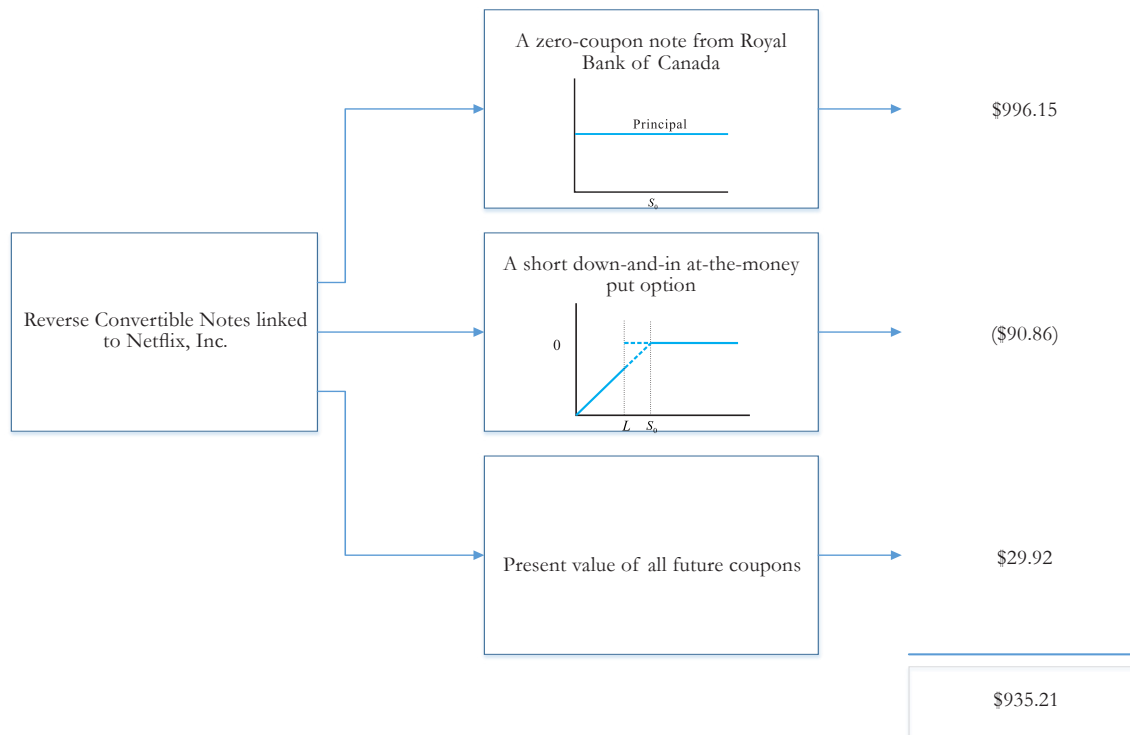 A zero-coupon note from Royal
Bank of Canada
Principal
S₀
$996.15
Reverse Convertible Notes linked
to Netflix, Inc.
A short down-and-in at-the-money
put option
0
L S₀
($90.86)
Present value of all future coupons
$29.92
$935.21